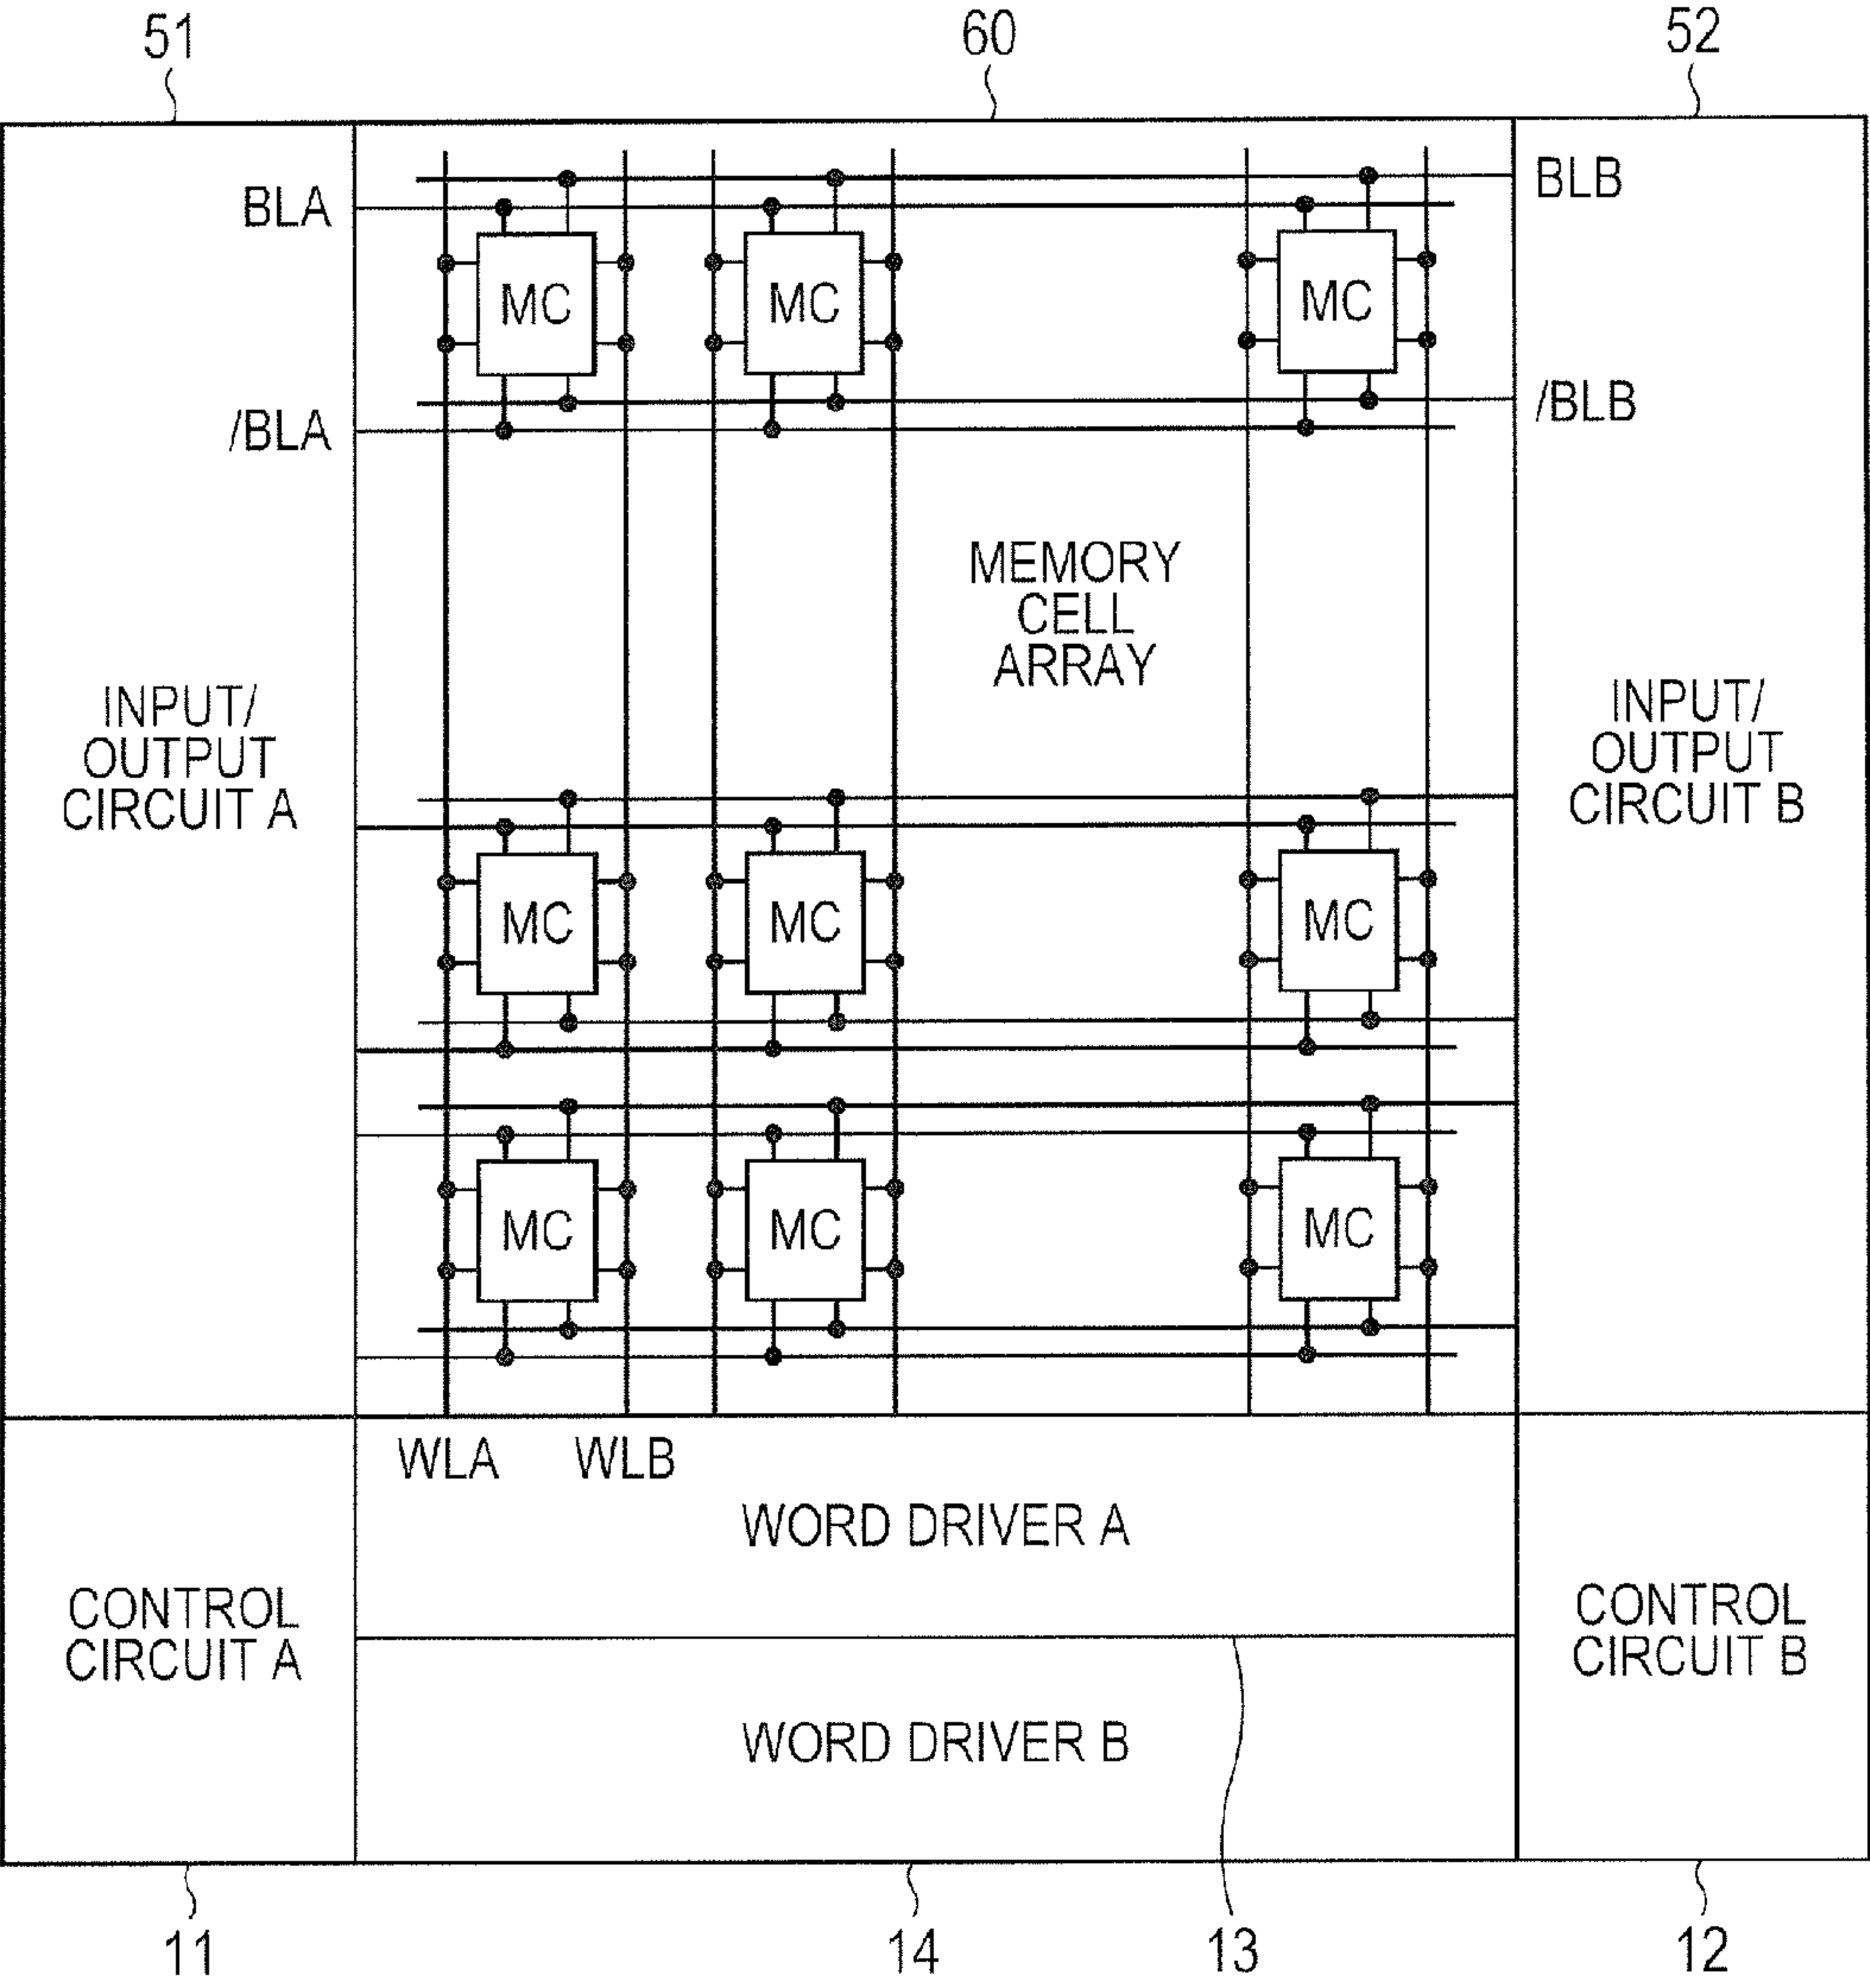 51
60
52
BLA
BLB
MC
MC
MC
/BLA
/BLB
MEMORY
CELL
ARRAY
INPUT/
OUTPUT
CIRCUIT A
INPUT/
OUTPUT
CIRCUIT B
MC
MC
MC
MC
MC
MC
WLA
WLB
WORD DRIVER A
CONTROL
CIRCUIT A
CONTROL
CIRCUIT B
WORD DRIVER B
11
14
13
12